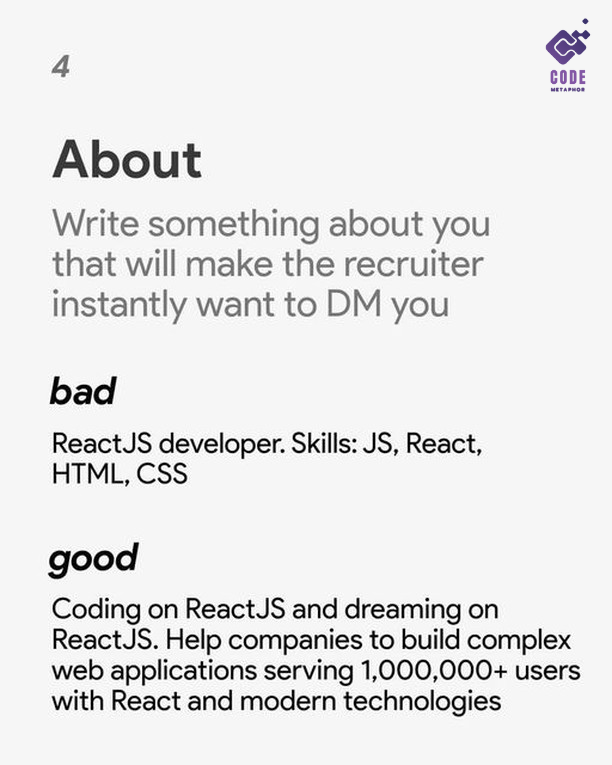 4
CODE
METAPHOR
About
Write something about you
that will make the recruiter
instantly want to DM you
bad
ReactJS developer. Skills: JS, React,
HTML, CSS
good
Coding on ReactJS and dreaming on
ReactJS. Help companies to build complex
web applications serving 1,000,000+ users
with React and modern technologies